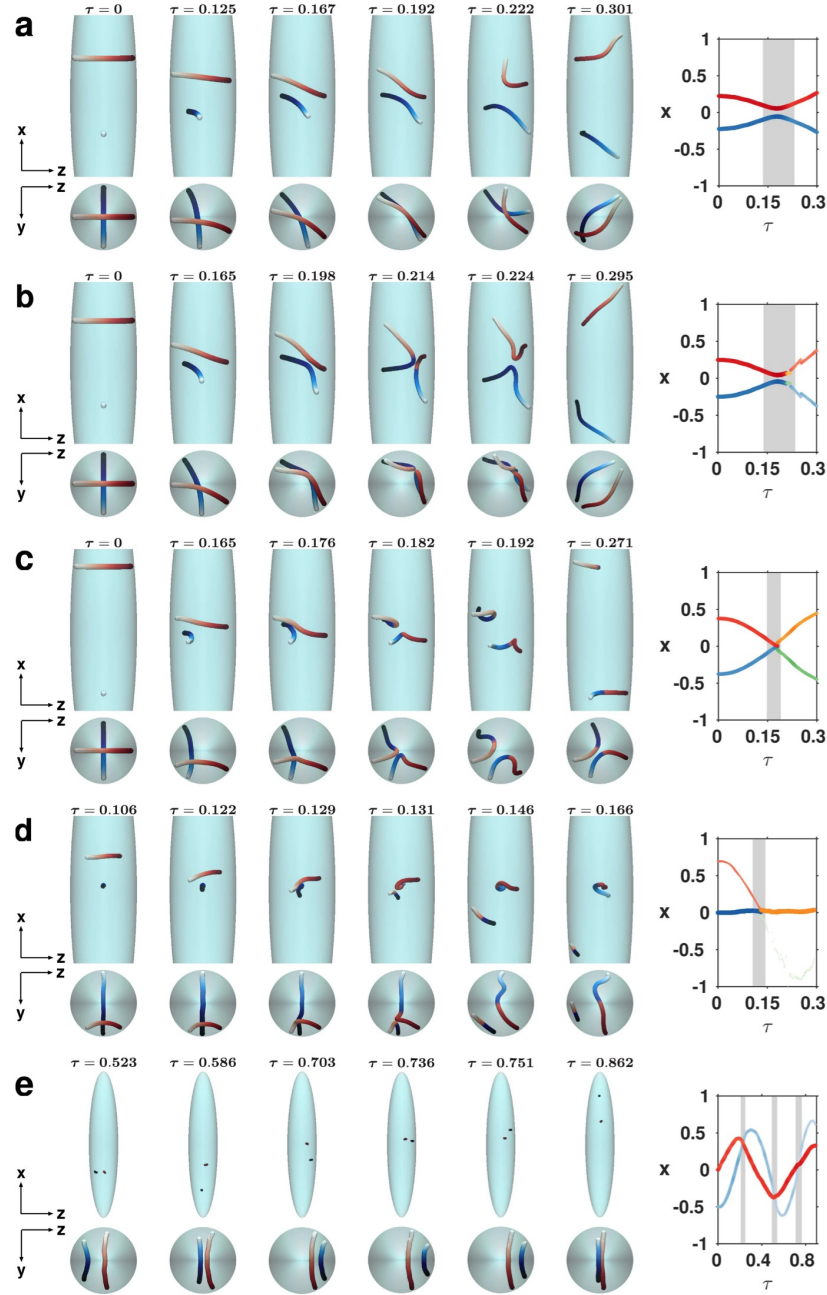 a
τ = 0 τ = 0.125 τ = 0.167 τ = 0.192 τ = 0.222 τ = 0.301
x
z
z
y
1
0.5
x 0
-0.5
-1
0 0.15 0.3
τ
b
τ = 0 τ = 0.165 τ = 0.198 τ = 0.214 τ = 0.224 τ = 0.295
x
z
z
y
1
0.5
x 0
-0.5
-1
0 0.15 0.3
τ
c
τ = 0 τ = 0.165 τ = 0.176 τ = 0.182 τ = 0.192 τ = 0.271
x
z
z
y
1
0.5
x 0
-0.5
-1
0 0.15 0.3
τ
d
τ = 0.106 τ = 0.122 τ = 0.129 τ = 0.131 τ = 0.146 τ = 0.166
x
z
z
y
1
0.5
x 0
-0.5
-1
0 0.15 0.3
τ
e
τ = 0.523 τ = 0.586 τ = 0.703 τ = 0.736 τ = 0.751 τ = 0.862
x
z
z
y
1
0.5
x 0
-0.5
-1
0 0.4 0.8
τ